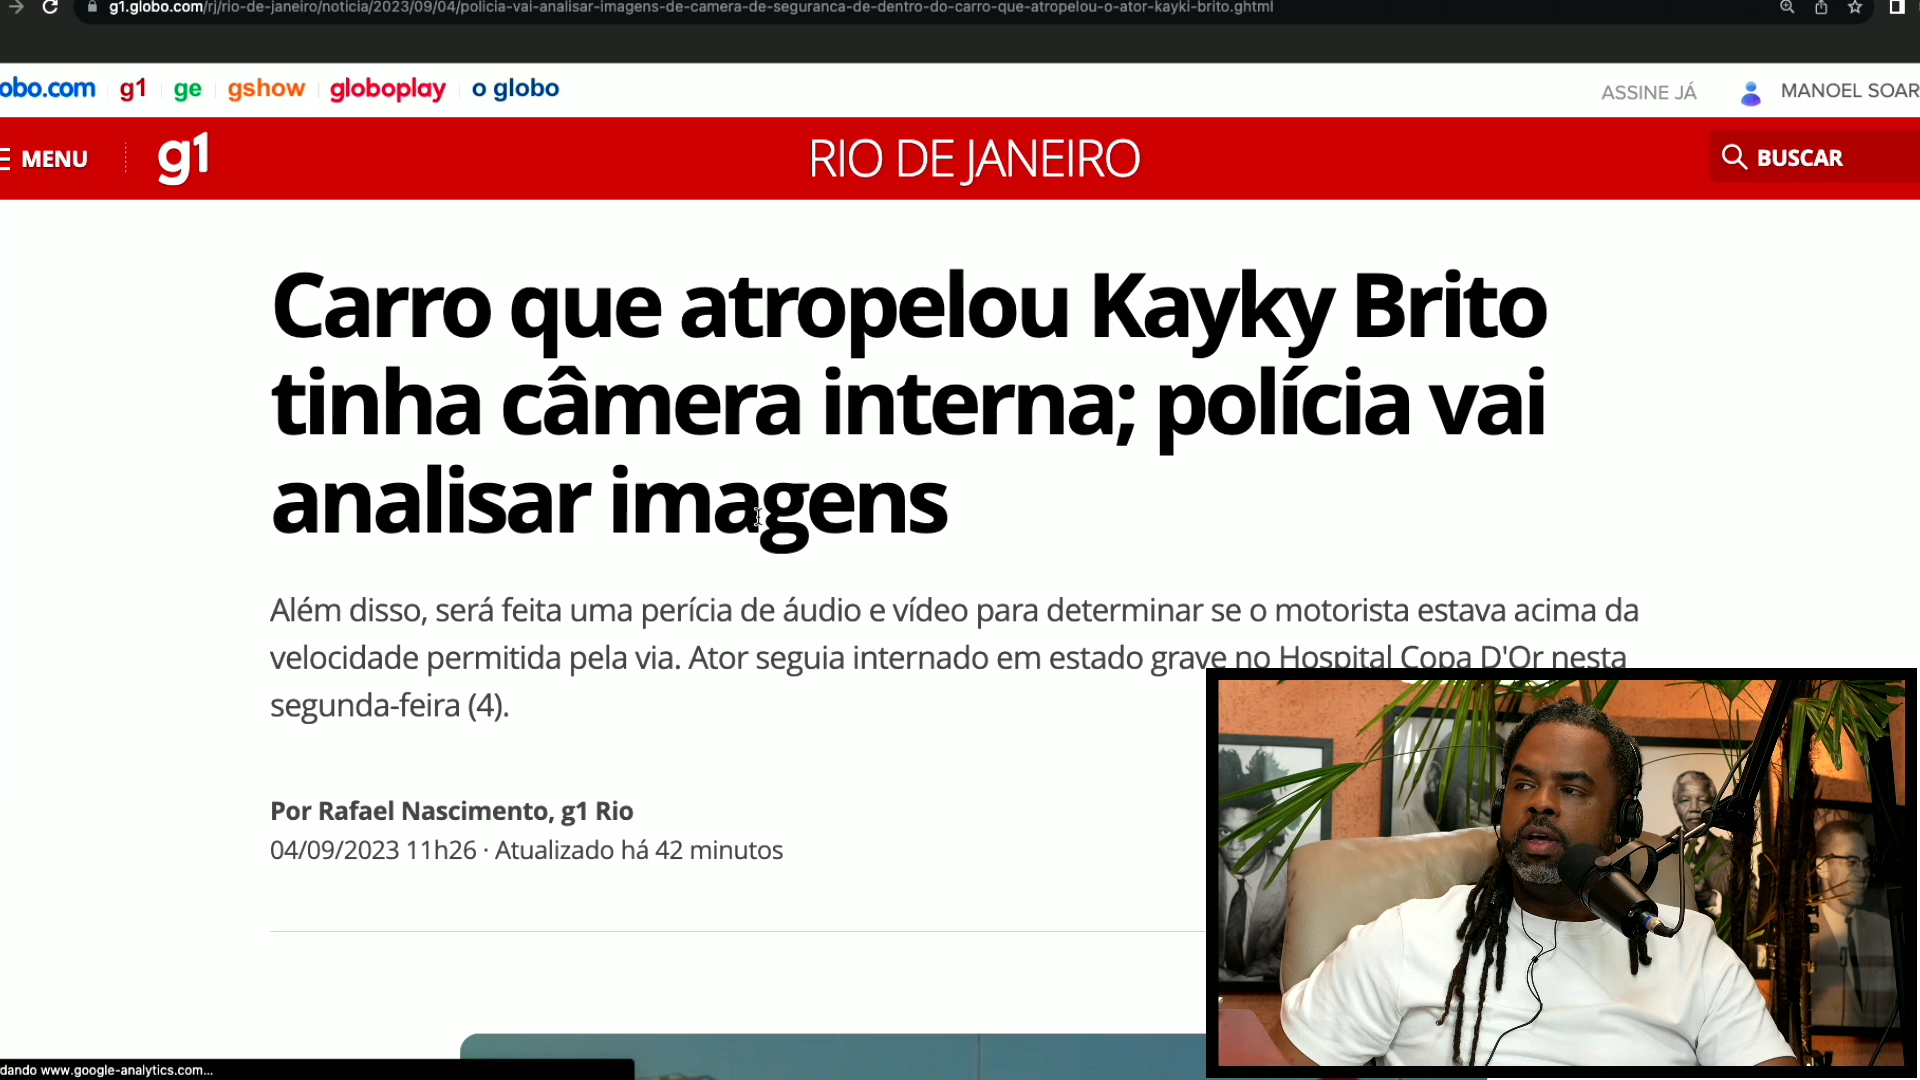 g1.globo.com/rj/rio-de-janeiro/noticia/2023/09/04/policia-vai-analisar-imagens-de-camera-de-seguranca-de-dentro-do-carro-que-atropelou-o-ator-kayki-brito.ghtml
obo.com g1 ge gshow globoplay o globo ASSINE JÁ MANOEL SOAR
MENU g1 RIO DE JANEIRO BUSCAR
Carro que atropelou Kayky Brito
tinha câmera interna; polícia vai
analisar imagens
Além disso, será feita uma perícia de áudio e vídeo para determinar se o motorista estava acima da
velocidade permitida pela via. Ator seguia internado em estado grave no Hospital Copa D'Or nesta
segunda-feira (4).
Por Rafael Nascimento, g1 Rio
04/09/2023 11h26 · Atualizado há 42 minutos
dando www.google-analytics.com...